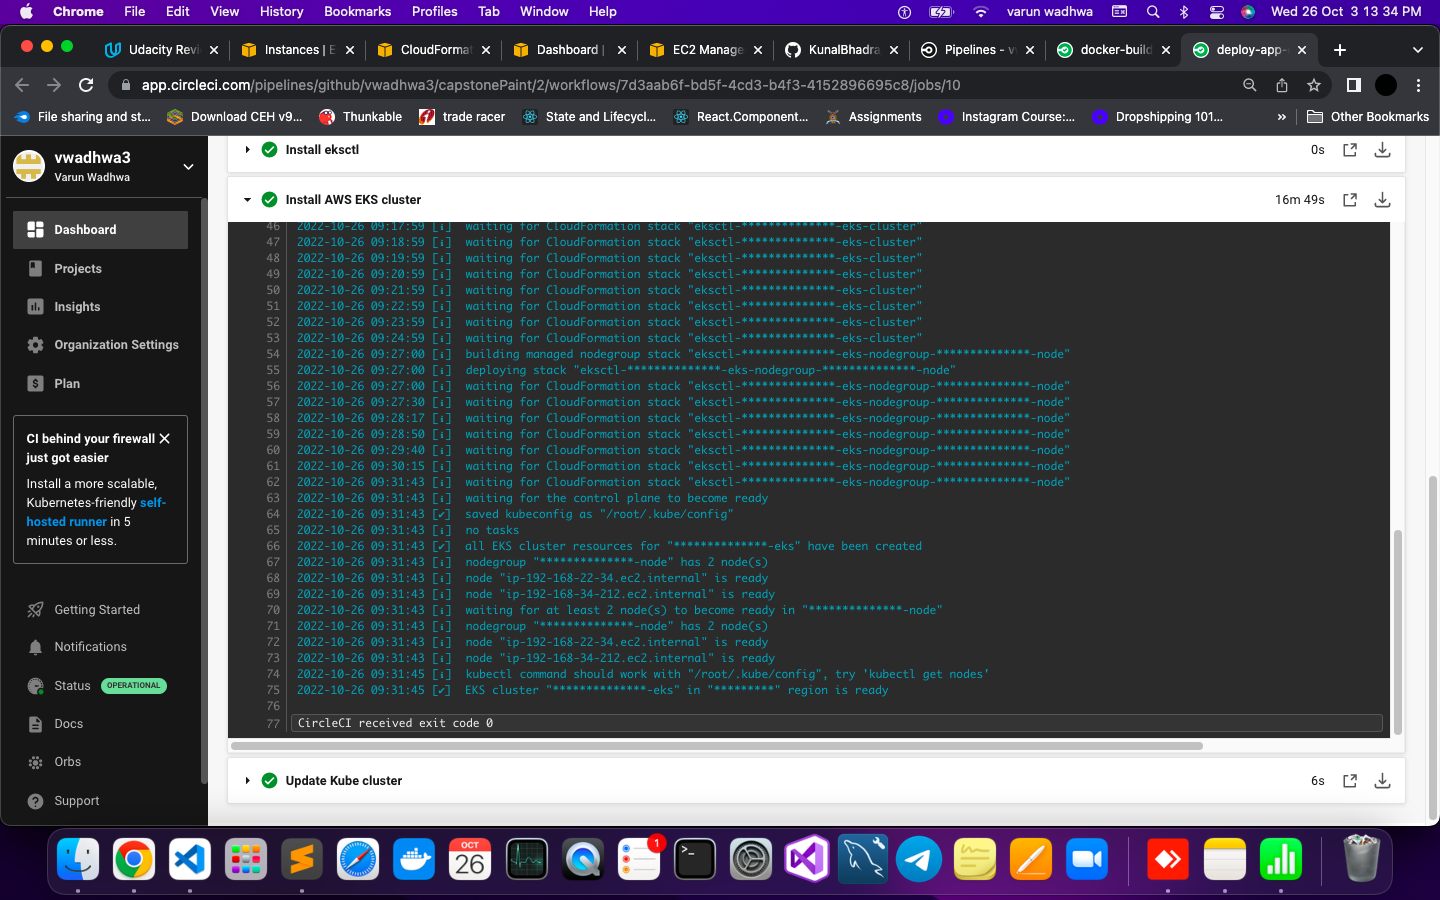 Chrome File Edit View History Bookmarks Profiles Tab Window Help varun wadhwa Wed 26 Oct 3 13 34 PM
Udacity Revi Instances | E CloudFormat Dashboard | EC2 Manage KunalBhadra Pipelines - v docker-build deploy-app-
app.circleci.com/pipelines/github/vwadhwa3/capstonePaint/2/workflows/7d3aab6f-bd5f-4cd3-b4f3-4152896695c8/jobs/10
File sharing and st... Download CEH v9... Thunkable trade racer State and Lifecycl... React.Component... Assignments Instagram Course:... Dropshipping 101... » Other Bookmarks
vwadhwa3
Varun Wadhwa
Dashboard
Projects
Insights
Organization Settings
Plan
CI behind your firewall
just got easier
Install a more scalable,
Kubernetes-friendly self-
hosted runner in 5
minutes or less.
Getting Started
Notifications
Status OPERATIONAL
Docs
Orbs
Support
Install eksctl 0s
Install AWS EKS cluster 16m 49s
46 2022-10-26 09:17:59 [ℹ] waiting for CloudFormation stack "eksctl-**************-eks-cluster"
47 2022-10-26 09:18:59 [ℹ] waiting for CloudFormation stack "eksctl-**************-eks-cluster"
48 2022-10-26 09:19:59 [ℹ] waiting for CloudFormation stack "eksctl-**************-eks-cluster"
49 2022-10-26 09:20:59 [ℹ] waiting for CloudFormation stack "eksctl-**************-eks-cluster"
50 2022-10-26 09:21:59 [ℹ] waiting for CloudFormation stack "eksctl-**************-eks-cluster"
51 2022-10-26 09:22:59 [ℹ] waiting for CloudFormation stack "eksctl-**************-eks-cluster"
52 2022-10-26 09:23:59 [ℹ] waiting for CloudFormation stack "eksctl-**************-eks-cluster"
53 2022-10-26 09:24:59 [ℹ] waiting for CloudFormation stack "eksctl-**************-eks-cluster"
54 2022-10-26 09:27:00 [ℹ] building managed nodegroup stack "eksctl-**************-eks-nodegroup-**************-node"
55 2022-10-26 09:27:00 [ℹ] deploying stack "eksctl-**************-eks-nodegroup-**************-node"
56 2022-10-26 09:27:00 [ℹ] waiting for CloudFormation stack "eksctl-**************-eks-nodegroup-**************-node"
57 2022-10-26 09:27:30 [ℹ] waiting for CloudFormation stack "eksctl-**************-eks-nodegroup-**************-node"
58 2022-10-26 09:28:17 [ℹ] waiting for CloudFormation stack "eksctl-**************-eks-nodegroup-**************-node"
59 2022-10-26 09:28:50 [ℹ] waiting for CloudFormation stack "eksctl-**************-eks-nodegroup-**************-node"
60 2022-10-26 09:29:40 [ℹ] waiting for CloudFormation stack "eksctl-**************-eks-nodegroup-**************-node"
61 2022-10-26 09:30:15 [ℹ] waiting for CloudFormation stack "eksctl-**************-eks-nodegroup-**************-node"
62 2022-10-26 09:31:43 [ℹ] waiting for CloudFormation stack "eksctl-**************-eks-nodegroup-**************-node"
63 2022-10-26 09:31:43 [ℹ] waiting for the control plane to become ready
64 2022-10-26 09:31:43 [✔] saved kubeconfig as "/root/.kube/config"
65 2022-10-26 09:31:43 [ℹ] no tasks
66 2022-10-26 09:31:43 [✔] all EKS cluster resources for "**************-eks" have been created
67 2022-10-26 09:31:43 [ℹ] nodegroup "**************-node" has 2 node(s)
68 2022-10-26 09:31:43 [ℹ] node "ip-192-168-22-34.ec2.internal" is ready
69 2022-10-26 09:31:43 [ℹ] node "ip-192-168-34-212.ec2.internal" is ready
70 2022-10-26 09:31:43 [ℹ] waiting for at least 2 node(s) to become ready in "**************-node"
71 2022-10-26 09:31:43 [ℹ] nodegroup "**************-node" has 2 node(s)
72 2022-10-26 09:31:43 [ℹ] node "ip-192-168-22-34.ec2.internal" is ready
73 2022-10-26 09:31:43 [ℹ] node "ip-192-168-34-212.ec2.internal" is ready
74 2022-10-26 09:31:45 [ℹ] kubectl command should work with "/root/.kube/config", try 'kubectl get nodes'
75 2022-10-26 09:31:45 [✔] EKS cluster "**************-eks" in "*********" region is ready
76
77 CircleCI received exit code 0
Update Kube cluster 6s
OCT
26
1